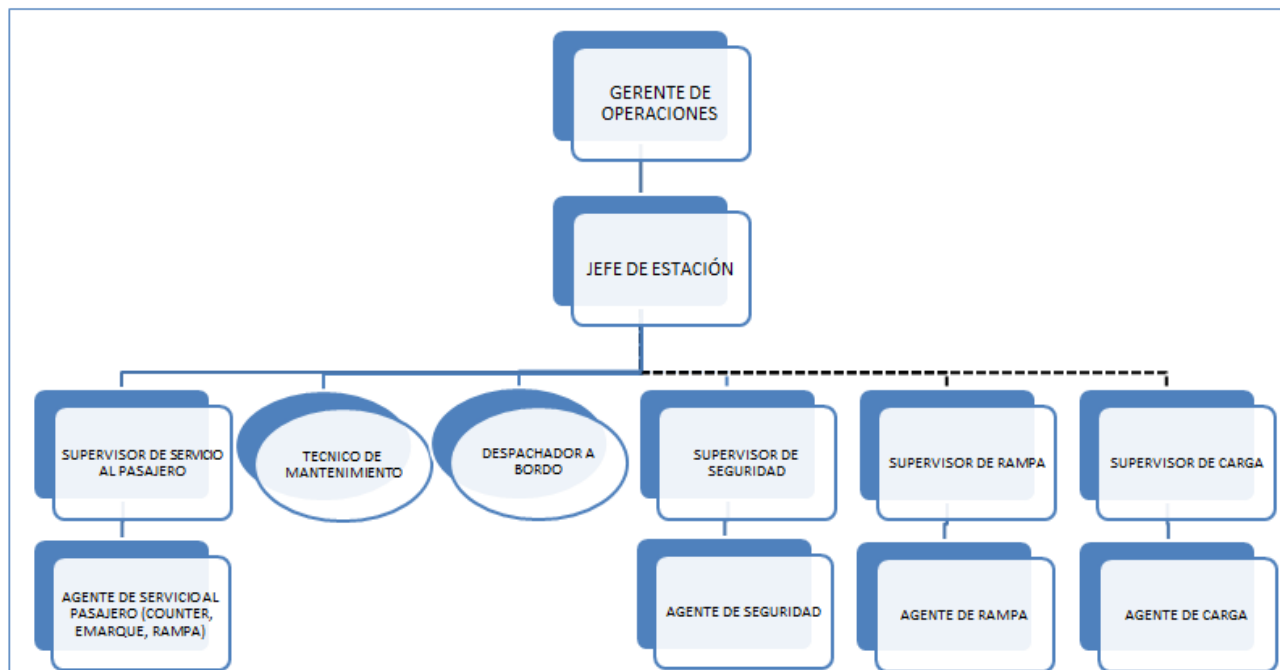 GERENTE DE
OPERACIONES
JEFE DE ESTACIÓN
SUPERVISOR DE SERVICIO
AL PASAJERO
TECNICO DE
MANTENIMIENTO
DESPACHADOR A
BORDO
SUPERVISOR DE
SEGURIDAD
SUPERVISOR DE RAMPA
SUPERVISOR DE CARGA
AGENTE DE SERVICIO AL
PASAJERO (COUNTER,
EMARQUE, RAMPA)
AGENTE DE SEGURIDAD
AGENTE DE RAMPA
AGENTE DE CARGA